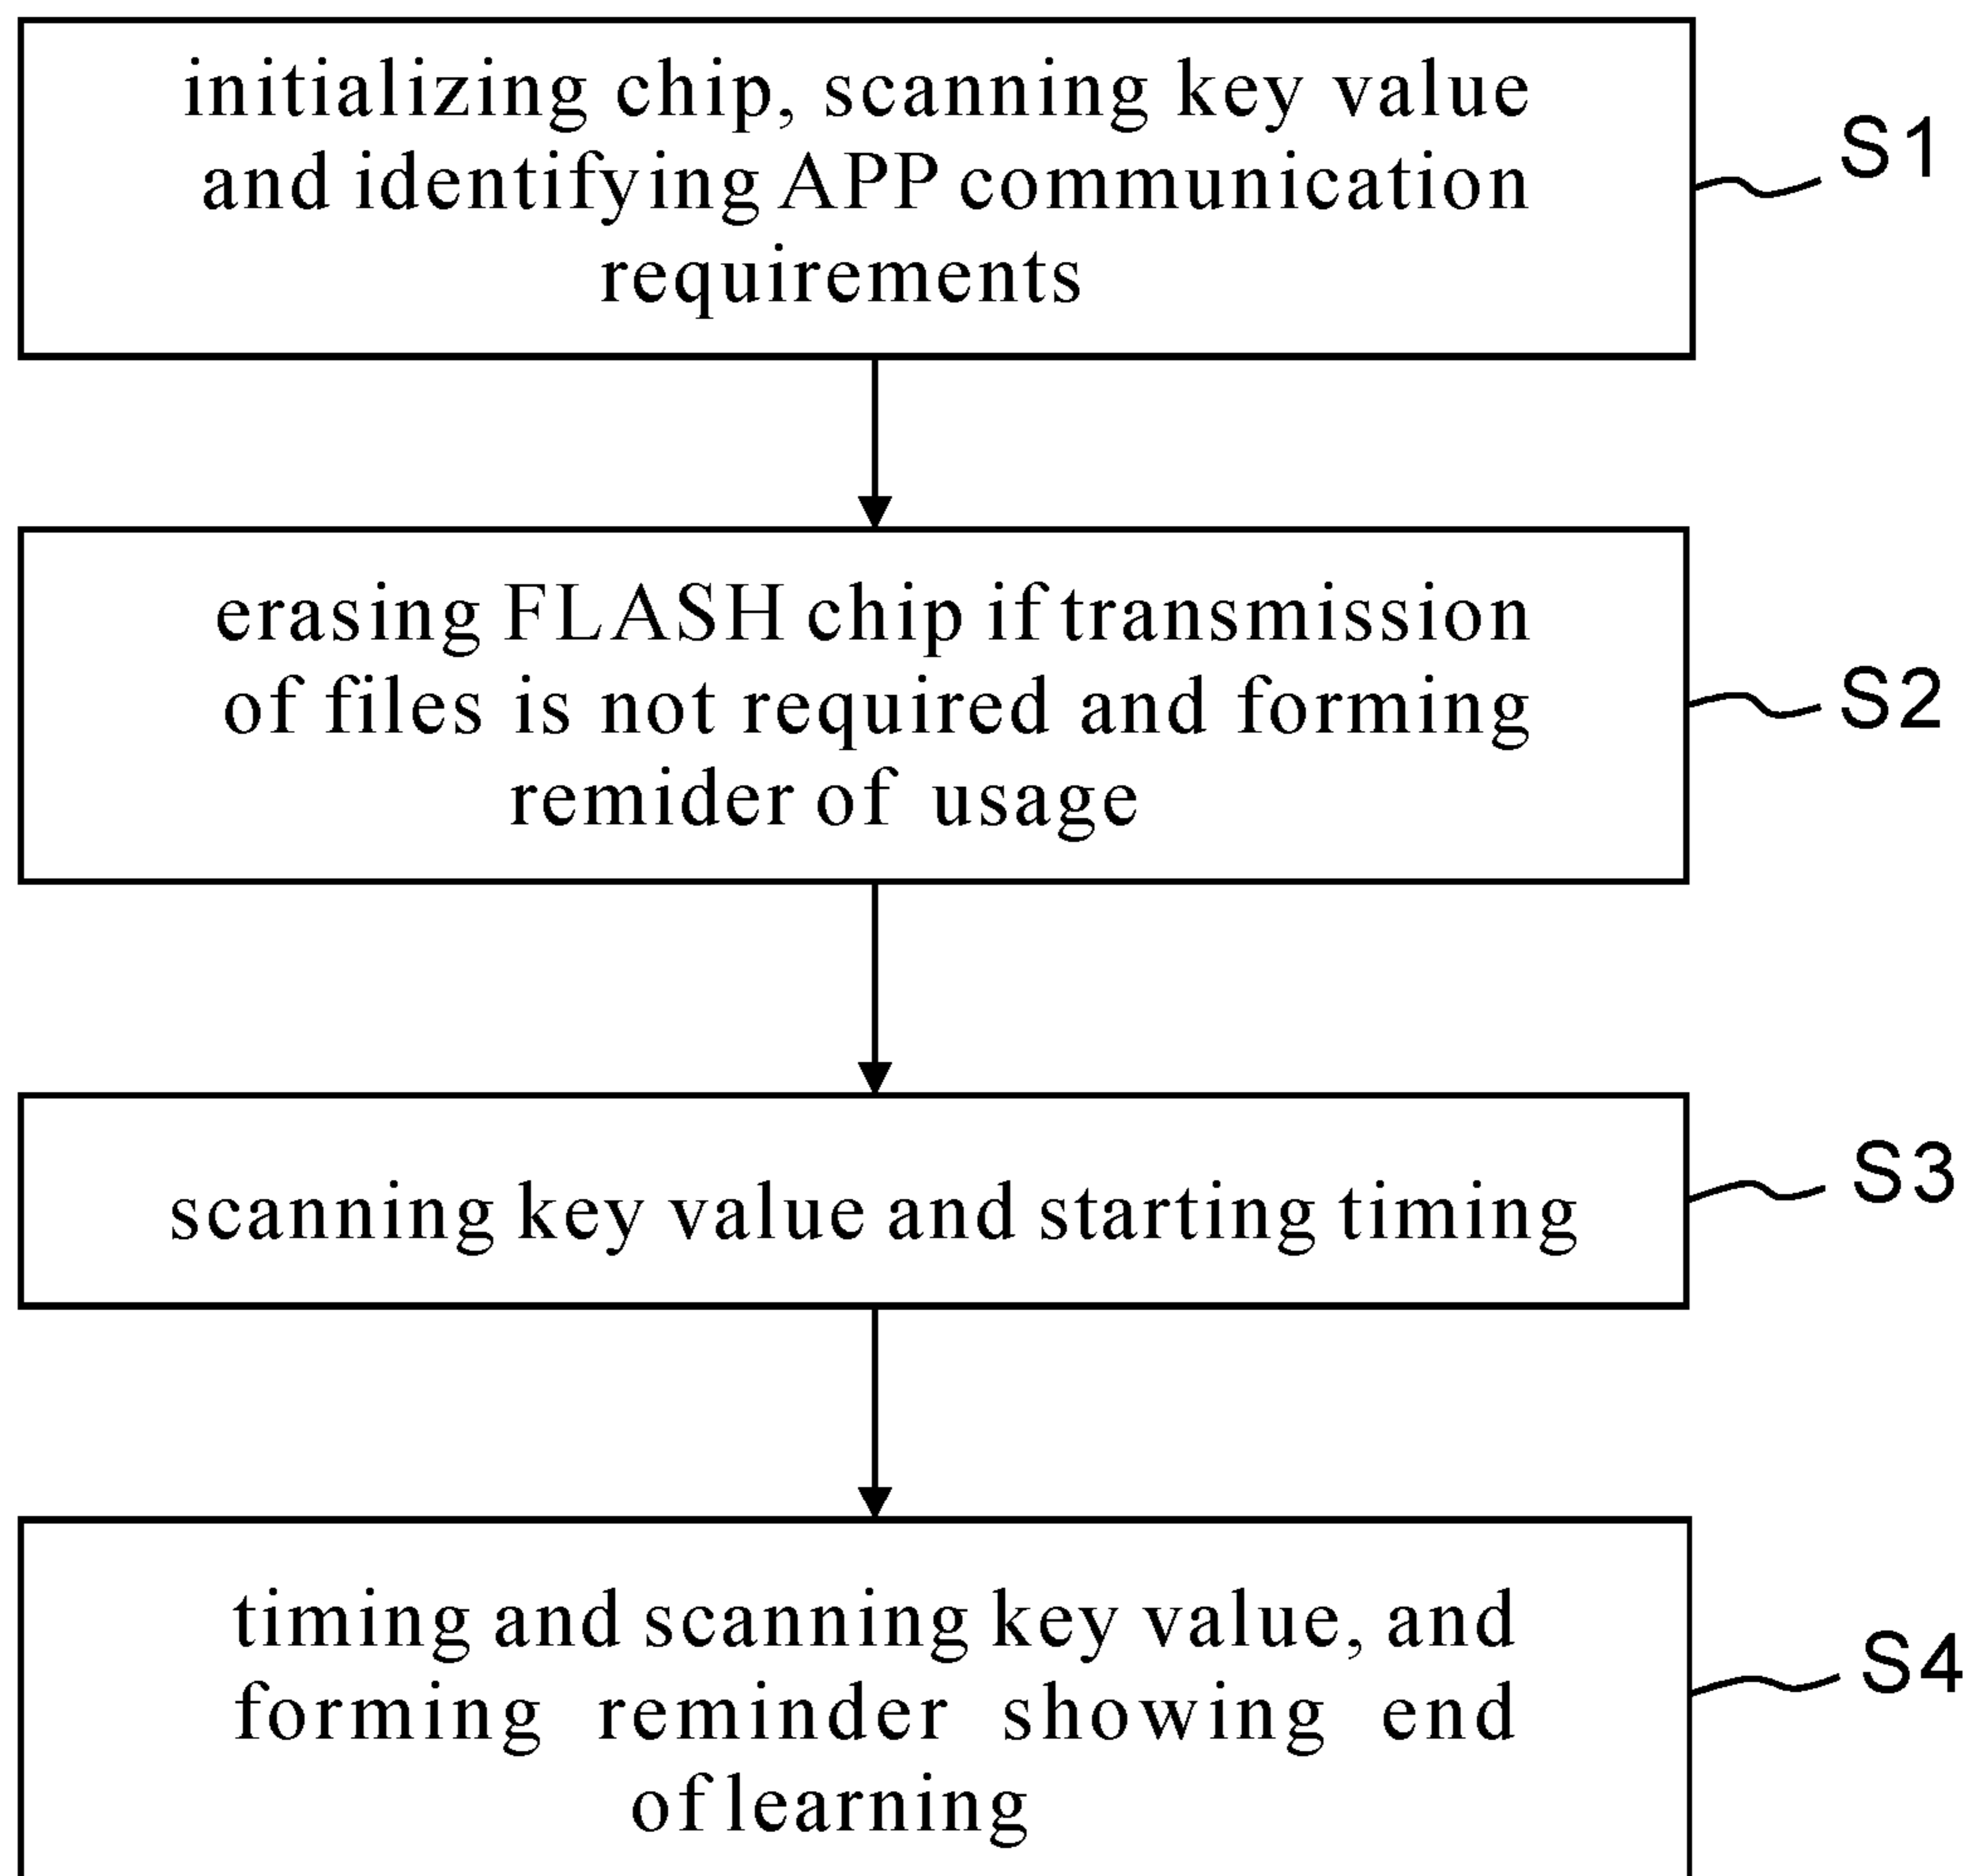 initializing chip, scanning key value
and identifying APP communication
requirements
S1
erasing FLASH chip if transmission
of files is not required and forming
remider of usage
S2
scanning key value and starting timing
S3
timing and scanning key value, and
forming reminder showing end
of learning
S4